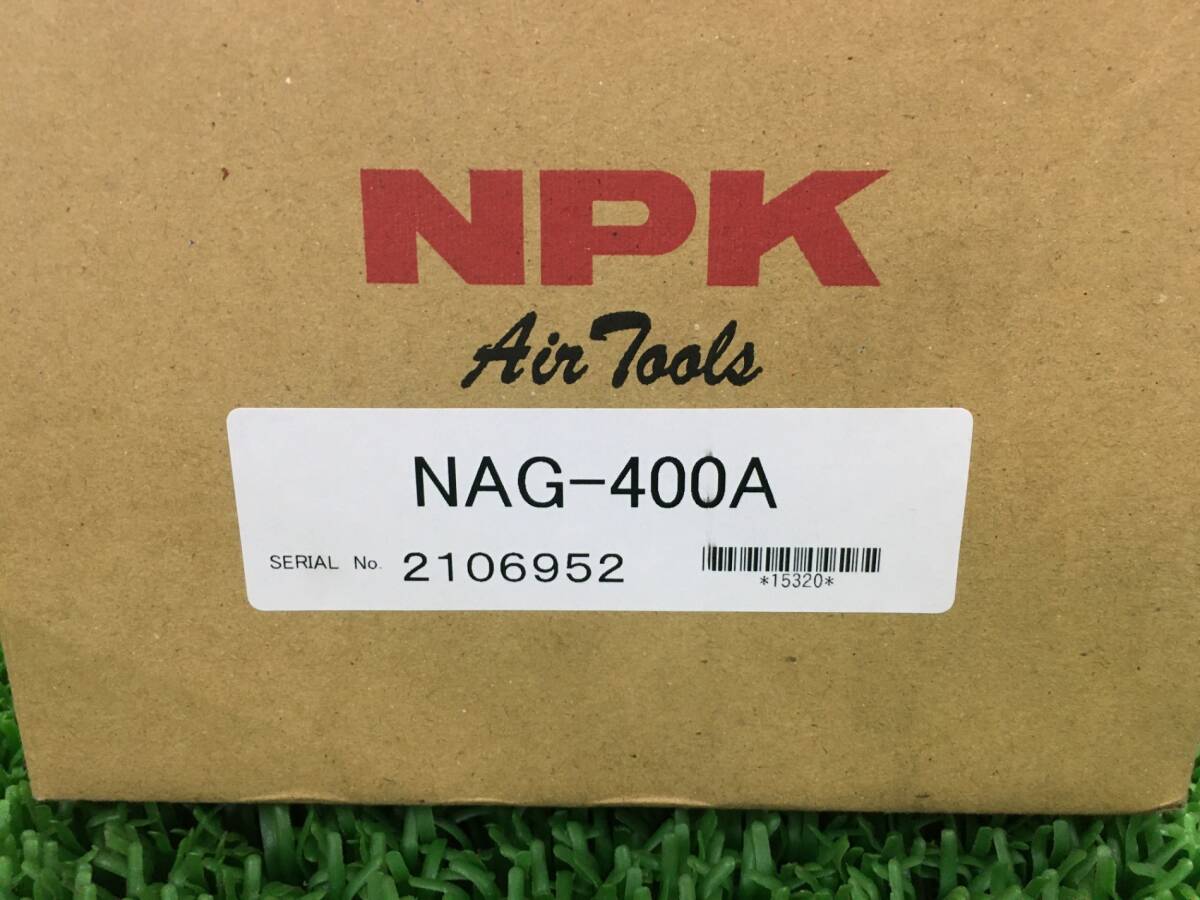 NPK
Air Tools
NAG-400A
SERIAL No. 2106952
*15320*